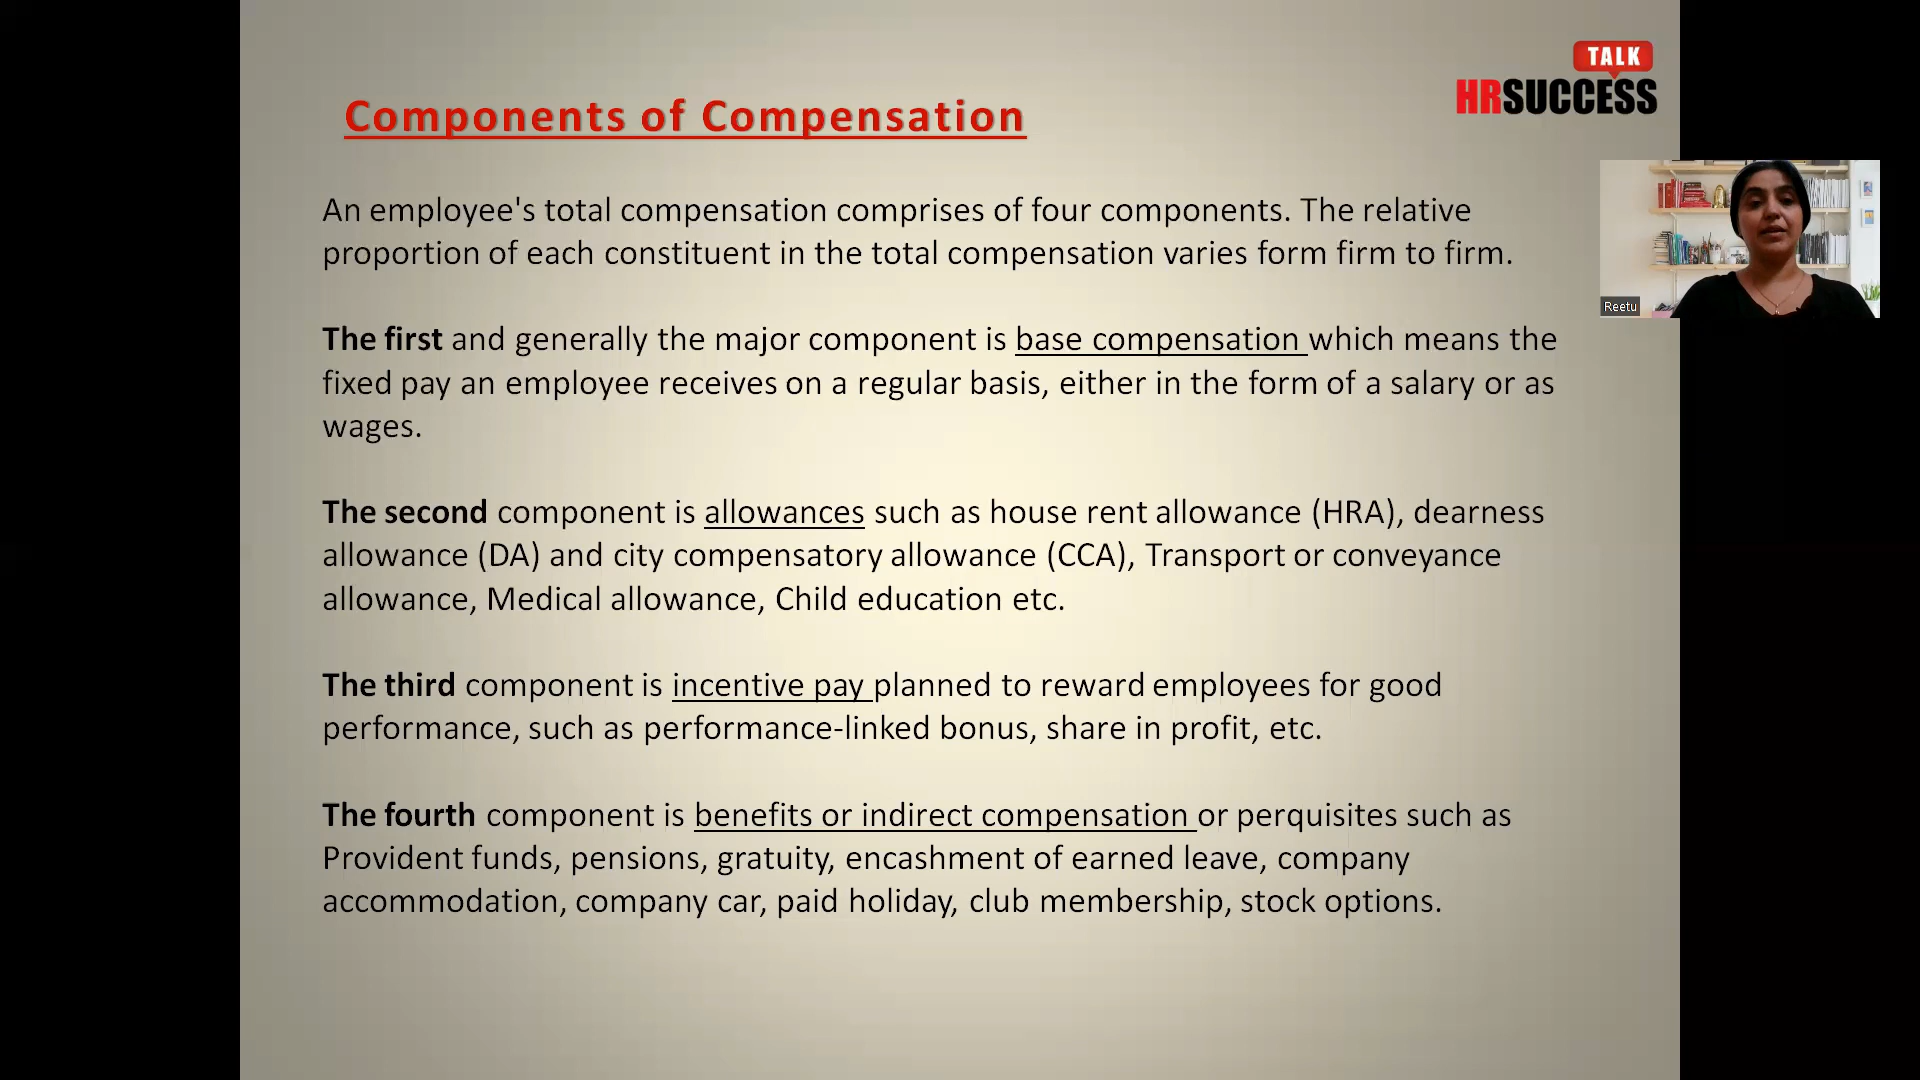 TALK
HRSUCCESS
Components of Compensation
An employee's total compensation comprises of four components. The relative
proportion of each constituent in the total compensation varies form firm to firm.
The first and generally the major component is base compensation which means the
fixed pay an employee receives on a regular basis, either in the form of a salary or as
wages.
The second component is allowances such as house rent allowance (HRA), dearness
allowance (DA) and city compensatory allowance (CCA), Transport or conveyance
allowance, Medical allowance, Child education etc.
The third component is incentive pay planned to reward employees for good
performance, such as performance-linked bonus, share in profit, etc.
The fourth component is benefits or indirect compensation or perquisites such as
Provident funds, pensions, gratuity, encashment of earned leave, company
accommodation, company car, paid holiday, club membership, stock options.
Reetu